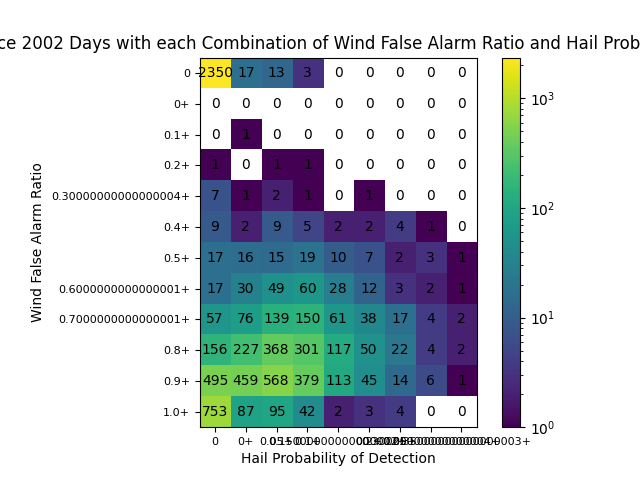 ce 2002 Days with each Combination of Wind False Alarm Ratio and Hail Prob
0 2350 17 13 3 0 0 0 0 0
0+ 0 0 0 0 0 0 0 0 0
0.1+ 0 1 0 0 0 0 0 0 0
0.2+ 1 0 1 1 0 0 0 0 0
0.30000000000000004+ 7 1 2 1 0 1 0 0 0
0.4+ 9 2 9 5 2 2 4 1 0
0.5+ 17 16 15 19 10 7 2 3 1
0.6000000000000001+ 17 30 49 60 28 12 3 2 1
0.7000000000000001+ 57 76 139 150 61 38 17 4 2
0.8+ 156 227 368 301 117 50 22 4 2
0.9+ 495 459 568 379 113 45 14 6 1
1.0+ 753 87 95 42 2 3 4 0 0
0 0+
Hail Probability of Detection
Wind False Alarm Ratio
10³
10²
10¹
10⁰